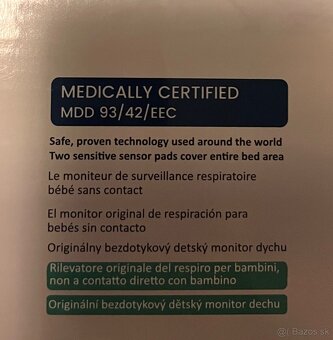 MEDICALLY CERTIFIED
MDD 93/42/EEC
Safe, proven technology used around the world
Two sensitive sensor pads cover entire bed area
Le moniteur de surveillance respiratoire
bébé sans contact
El monitor original de respiración para
bebés sin contacto
Originálny bezdotykový detský monitor dychu
Rilevatore originale del respiro per bambini,
non a contatto diretto con bambino
Originální bezdotykový dětský monitor dechu
Bazos.sk